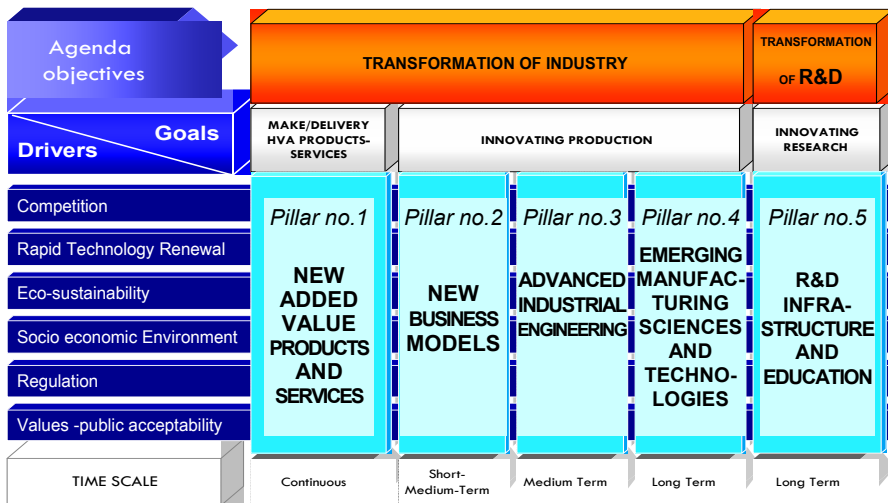 Agenda
objectives
TRANSFORMATION OF INDUSTRY
TRANSFORMATION
OF R&D
Goals
Drivers
MAKE/DELIVERY
HVA PRODUCTS-
SERVICES
INNOVATING PRODUCTION
INNOVATING
RESEARCH
Competition
Rapid Technology Renewal
Eco-sustainability
Socio economic Environment
Regulation
Values -public acceptability
Pillar no.1
NEW
ADDED
VALUE
PRODUCTS
AND
SERVICES
Pillar no.2
NEW
BUSINESS
MODELS
Pillar no.3
ADVANCED
INDUSTRIAL
ENGINEERING
Pillar no.4
EMERGING
MANUFAC-
TURING
SCIENCES
AND
TECHNO-
LOGIES
Pillar no.5
R&D
INFRA-
STRUCTURE
AND
EDUCATION
TIME SCALE
Continuous
Short-
Medium-Term
Medium Term
Long Term
Long Term